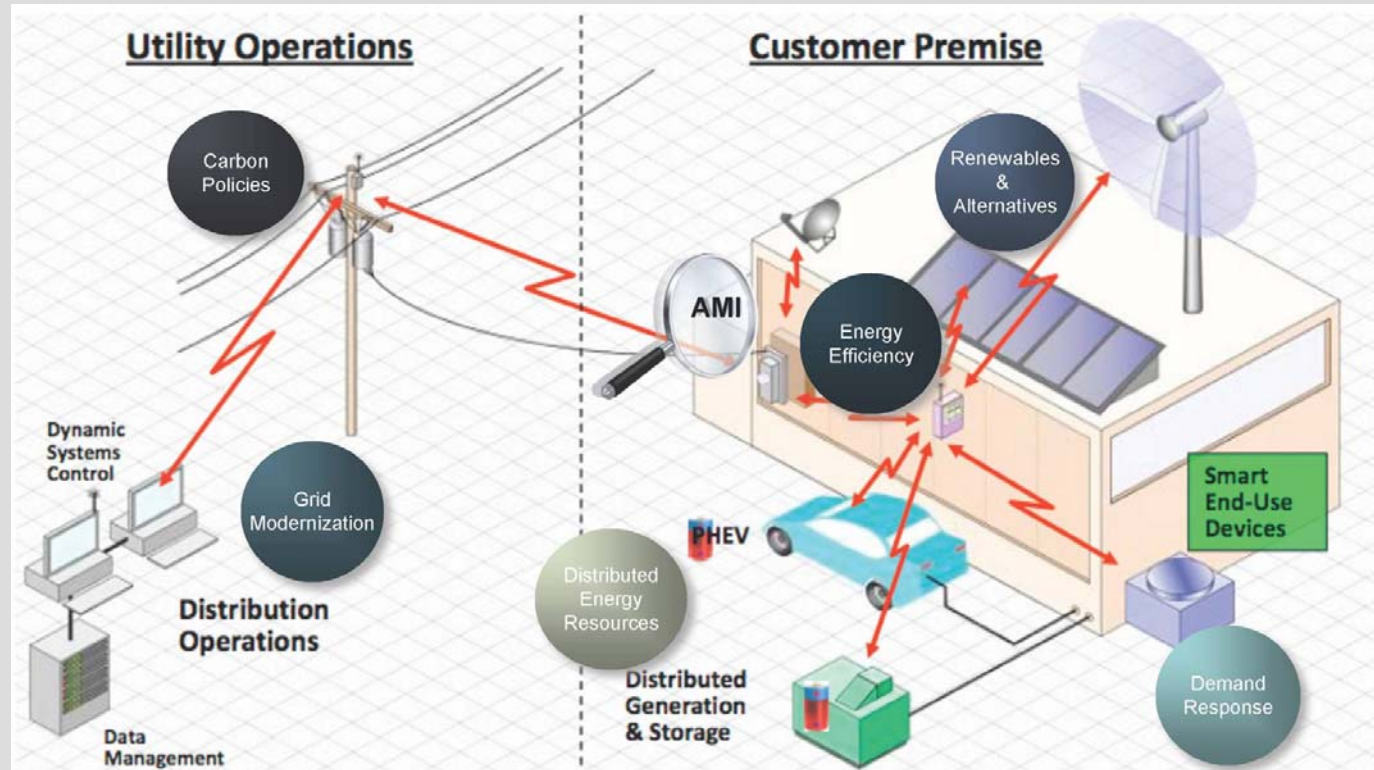 Utility Operations
Customer Premise
Carbon
Policies
Renewables
&
Alternatives
AMI
Energy
Efficiency
Dynamic
Systems
Control
Grid
Modernization
Smart
End-Use
Devices
PHEV
Distributed
Energy
Resources
Distribution
Operations
Distributed
Generation
& Storage
Demand
Response
Data
Management